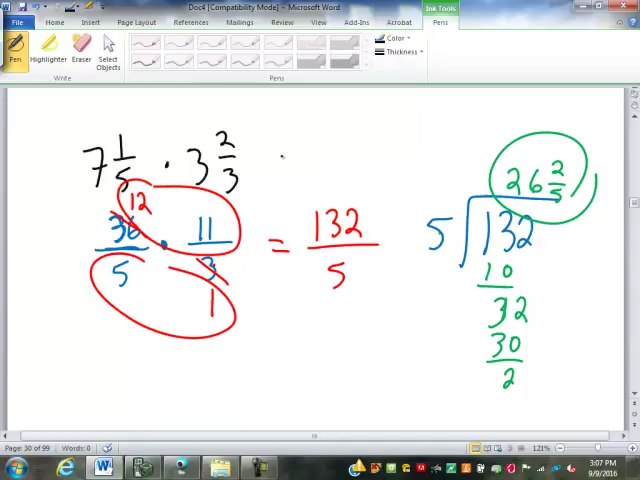 Doc4 [Compatibility Mode] - Microsoft Word
Ink Tools
File Home Insert Page Layout References Mailings Review View Add-Ins Acrobat Pens
Color
Thickness
Pen Highlighter Eraser Select Objects
Write Pens
7 1/5 · 3 2/3
12
36/5 · 11/3 = 132/5
1
26 2/5
5 132
10
32
30
2
Page: 30 of 99 Words: 0 121%
3:07 PM
9/9/2016